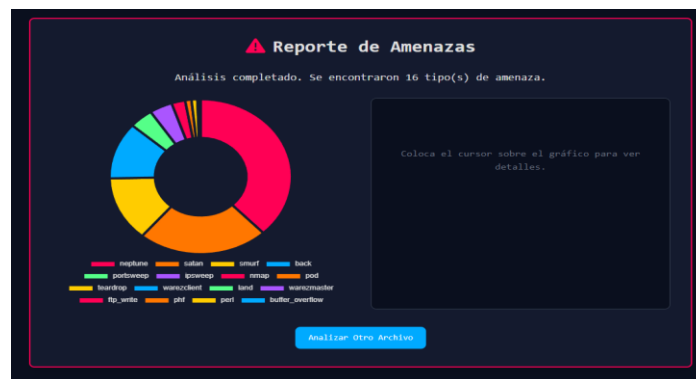 Reporte de Amenazas
Análisis completado. Se encontraron 16 tipo(s) de amenaza.
Coloca el cursor sobre el gráfico para ver
detalles.
neptune satan smurf back
portsweep ipsweep nmap pod
teardrop warezclient land warezmaster
ftp_write phf perl buffer_overflow
Analizar Otro Archivo